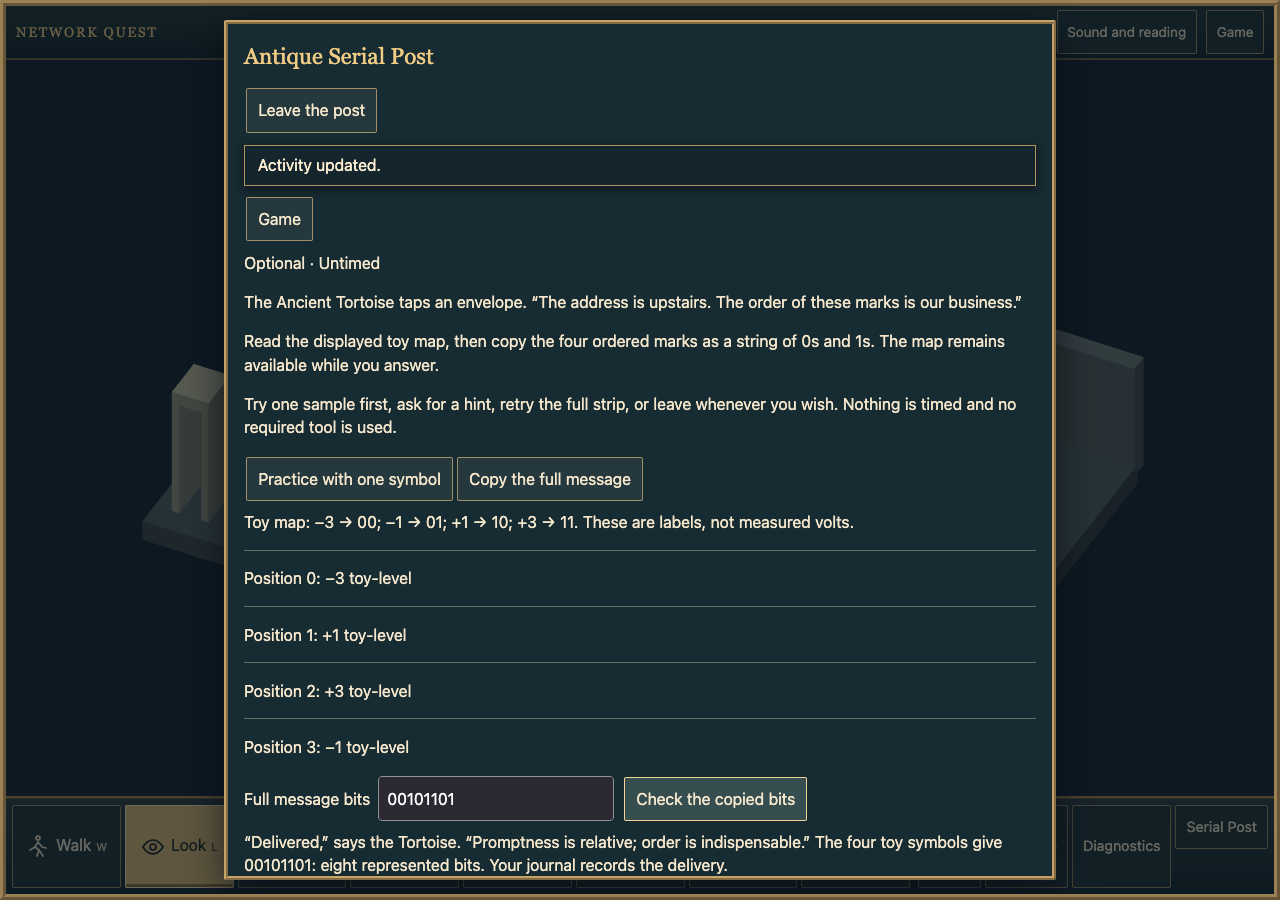 NETWORK QUEST
Sound and reading
Game
Antique Serial Post
Leave the post
Activity updated.
Game
Optional · Untimed
The Ancient Tortoise taps an envelope. “The address is upstairs. The order of these marks is our business.”
Read the displayed toy map, then copy the four ordered marks as a string of 0s and 1s. The map remains
available while you answer.
Try one sample first, ask for a hint, retry the full strip, or leave whenever you wish. Nothing is timed and no
required tool is used.
Practice with one symbol
Copy the full message
Toy map: −3 → 00; −1 → 01; +1 → 10; +3 → 11. These are labels, not measured volts.
Position 0: −3 toy-level
Position 1: +1 toy-level
Position 2: +3 toy-level
Position 3: −1 toy-level
Full message bits 00101101 Check the copied bits
“Delivered,” says the Tortoise. “Promptness is relative; order is indispensable.” The four toy symbols give
00101101: eight represented bits. Your journal records the delivery.
Walk W
Look L
Diagnostics
Serial Post